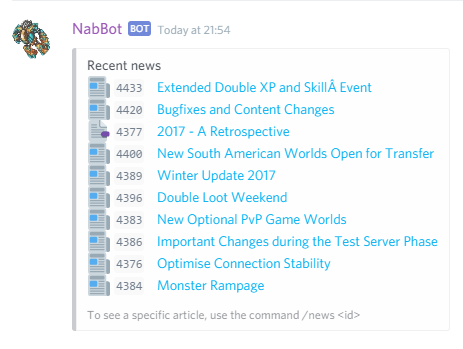 NabBot BOT Today at 21:54
Recent news
4433 Extended Double XP and SkillÂ Event
4420 Bugfixes and Content Changes
4377 2017 - A Retrospective
4400 New South American Worlds Open for Transfer
4389 Winter Update 2017
4396 Double Loot Weekend
4383 New Optional PvP Game Worlds
4386 Important Changes during the Test Server Phase
4376 Optimise Connection Stability
4384 Monster Rampage
To see a specific article, use the command /news <id>